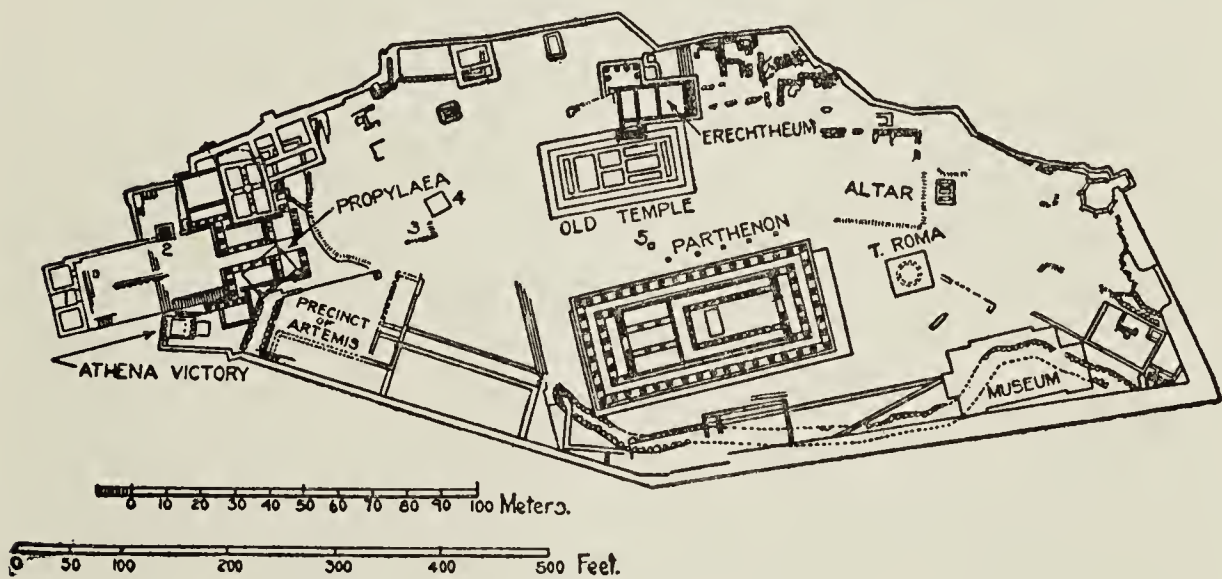 ERECHTHEUM
PROPYLAEA
ALTAR
4
OLD TEMPLE
3
5
PARTHENON
2
T. ROMA
PRECINCT
OF
ARTEMIS
ATHENA VICTORY
MUSEUM
0 10 20 30 40 50 60 70 80 90 100 Meters.
0 50 100 200 300 400 500 Feet.